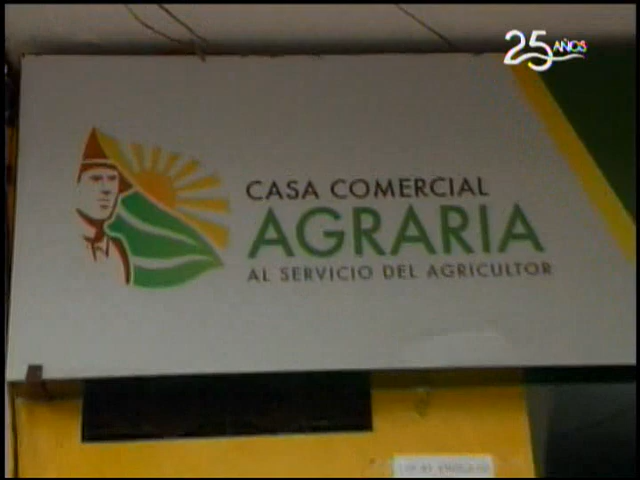 25 AÑOS
CASA COMERCIAL
AGRARIA
AL SERVICIO DEL AGRICULTOR